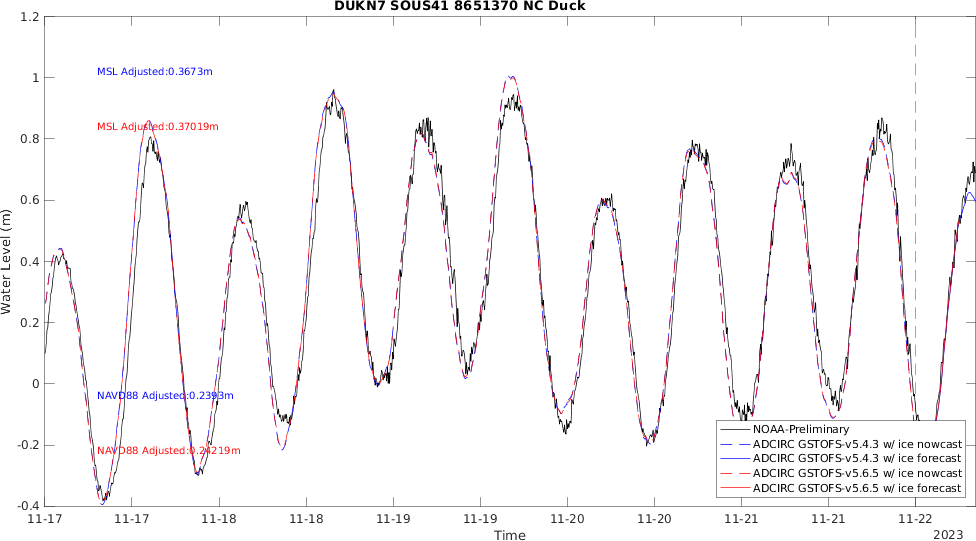 DUKN7 SOUS41 8651370 NC Duck
1.2
1
0.8
0.6
0.4
0.2
0
-0.2
-0.4
Water Level (m)
MSL Adjusted:0.3673m
MSL Adjusted:0.37019m
NAVD88 Adjusted:0.2393m
NAVD88 Adjusted:0.24219m
NOAA-Preliminary
ADCIRC GSTOFS-v5.4.3 w/ ice nowcast
ADCIRC GSTOFS-v5.4.3 w/ ice forecast
ADCIRC GSTOFS-v5.6.5 w/ ice nowcast
ADCIRC GSTOFS-v5.6.5 w/ ice forecast
11-17 11-17 11-18 11-18 11-19 11-19 11-20 11-20 11-21 11-21 11-22
Time
2023